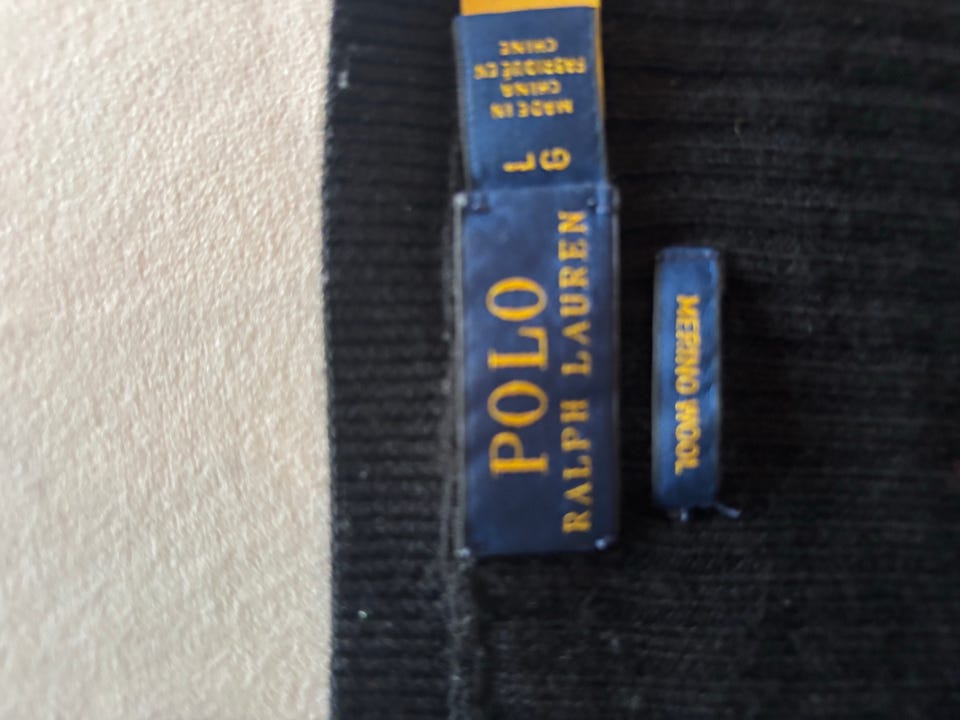 POLO
RALPH LAUREN
MADE IN
CHINA
FABRIQUÉ EN
CHINE
MERINO WOOL